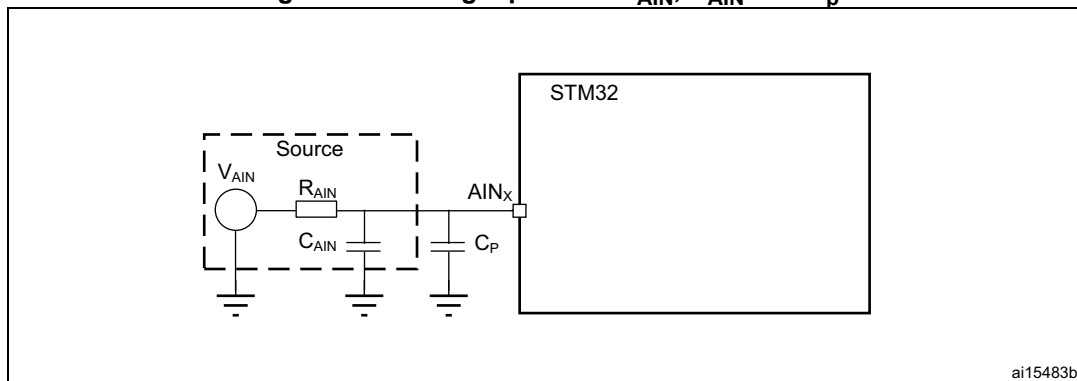 STM32
Source
VAIN
RAIN
AINX
CAIN
CP
ai15483b